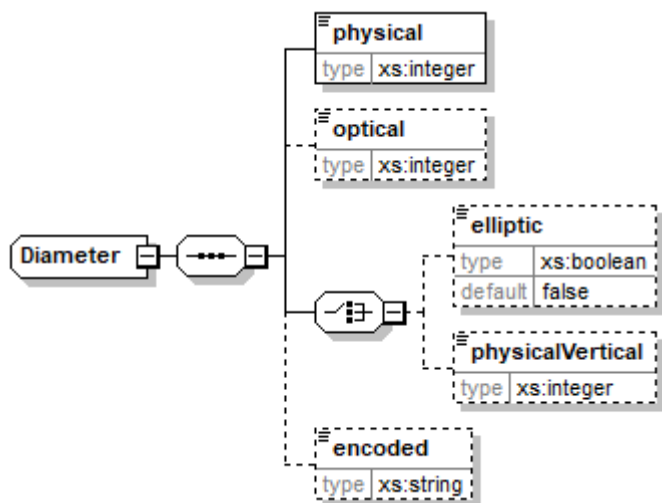 physical
type xs:integer
optical
type xs:integer
Diameter
elliptic
type xs:boolean
default false
physicalVertical
type xs:integer
encoded
type xs:string